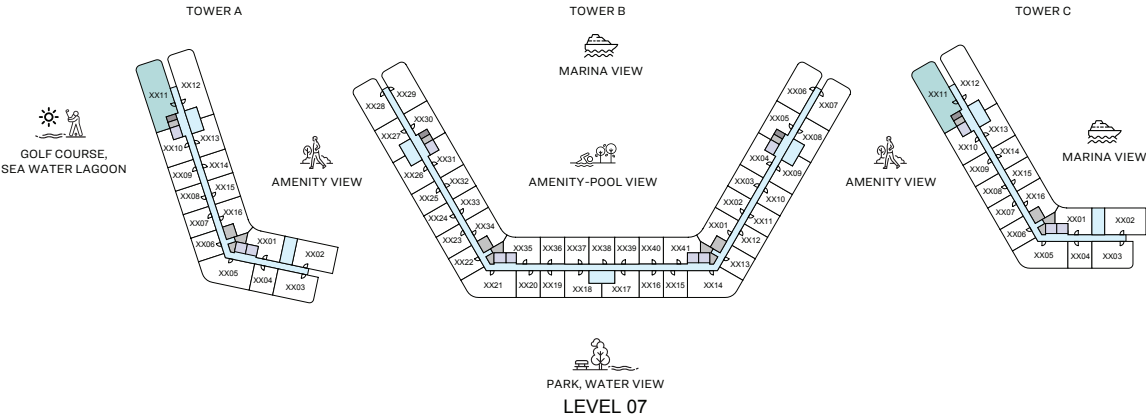 TOWER A
TOWER B
TOWER C
MARINA VIEW
GOLF COURSE,
SEA WATER LAGOON
AMENITY VIEW
AMENITY-POOL VIEW
AMENITY VIEW
MARINA VIEW
PARK, WATER VIEW
LEVEL 07
XX11
XX12
XX10
XX13
XX09
XX14
XX08
XX15
XX07
XX16
XX06
XX01
XX02
XX05
XX04
XX03
XX28
XX29
XX27
XX30
XX26
XX31
XX25
XX32
XX24
XX33
XX23
XX34
XX22
XX35
XX36
XX37
XX38
XX39
XX40
XX41
XX21
XX20
XX19
XX18
XX17
XX16
XX15
XX14
XX06
XX07
XX05
XX08
XX04
XX09
XX03
XX10
XX02
XX11
XX01
XX12
XX13
XX11
XX12
XX10
XX13
XX09
XX14
XX08
XX15
XX07
XX16
XX06
XX01
XX02
XX05
XX04
XX03